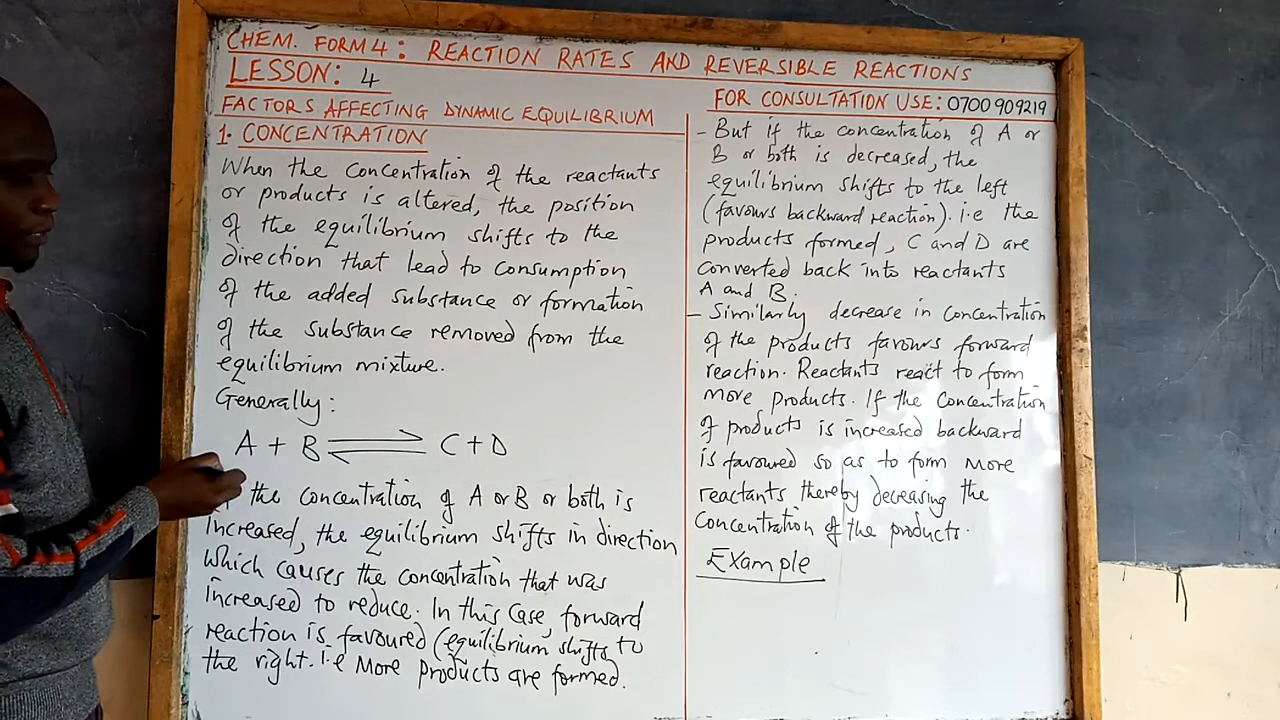 CHEM. FORM 4 : REACTION RATES AND REVERSIBLE REACTIONS
LESSON: 4
FACTORS AFFECTING DYNAMIC EQUILIBRIUM
1. CONCENTRATION
When the concentration of the reactants
or products is altered, the position
of the equilibrium shifts to the
direction that lead to consumption
of the added substance or formation
of the substance removed from the
equilibrium mixture.
Generally:
A + B ⇌ C + D
the concentration of A or B or both is
increased, the equilibrium shifts in direction
which causes the concentration that was
increased to reduce. In this case, forward
reaction is favoured (equilibrium shifts to
the right. i.e More products are formed.
FOR CONSULTATION USE: 0700 909219
- But if the concentration of A or
B or both is decreased, the
equilibrium shifts to the left
(favours backward reaction). i.e the
products formed, C and D are
converted back into reactants
A and B.
- Similarly decrease in concentration
of the products favours forward
reaction. Reactants react to form
more products. If the concentration
of products is increased backward
is favoured so as to form more
reactants thereby decreasing the
concentration of the products.
Example